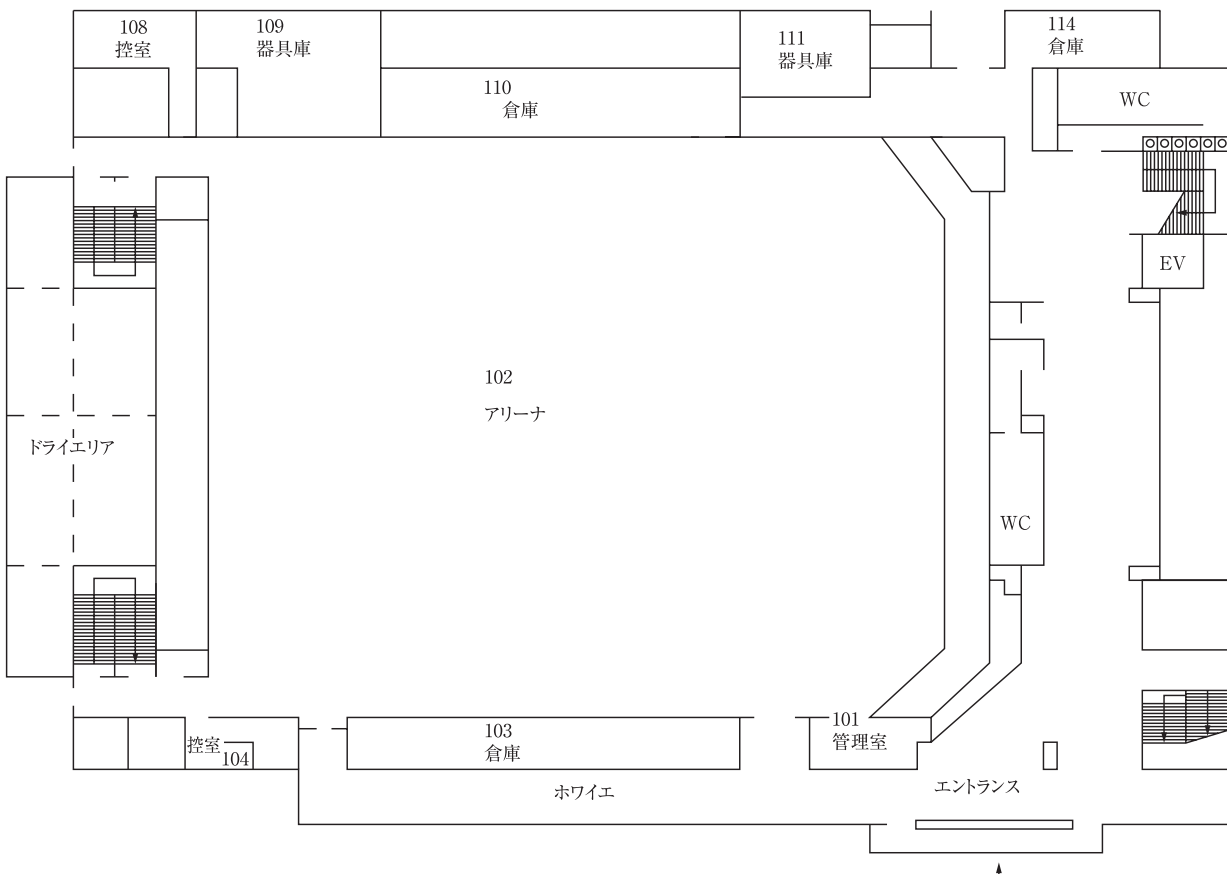 108
控室
109
器具庫
111
器具庫
114
倉庫
110
倉庫
WC
EV
102
アリーナ
ドライエリア
WC
103
倉庫
控室
104
101
管理室
ホワイエ
エントランス